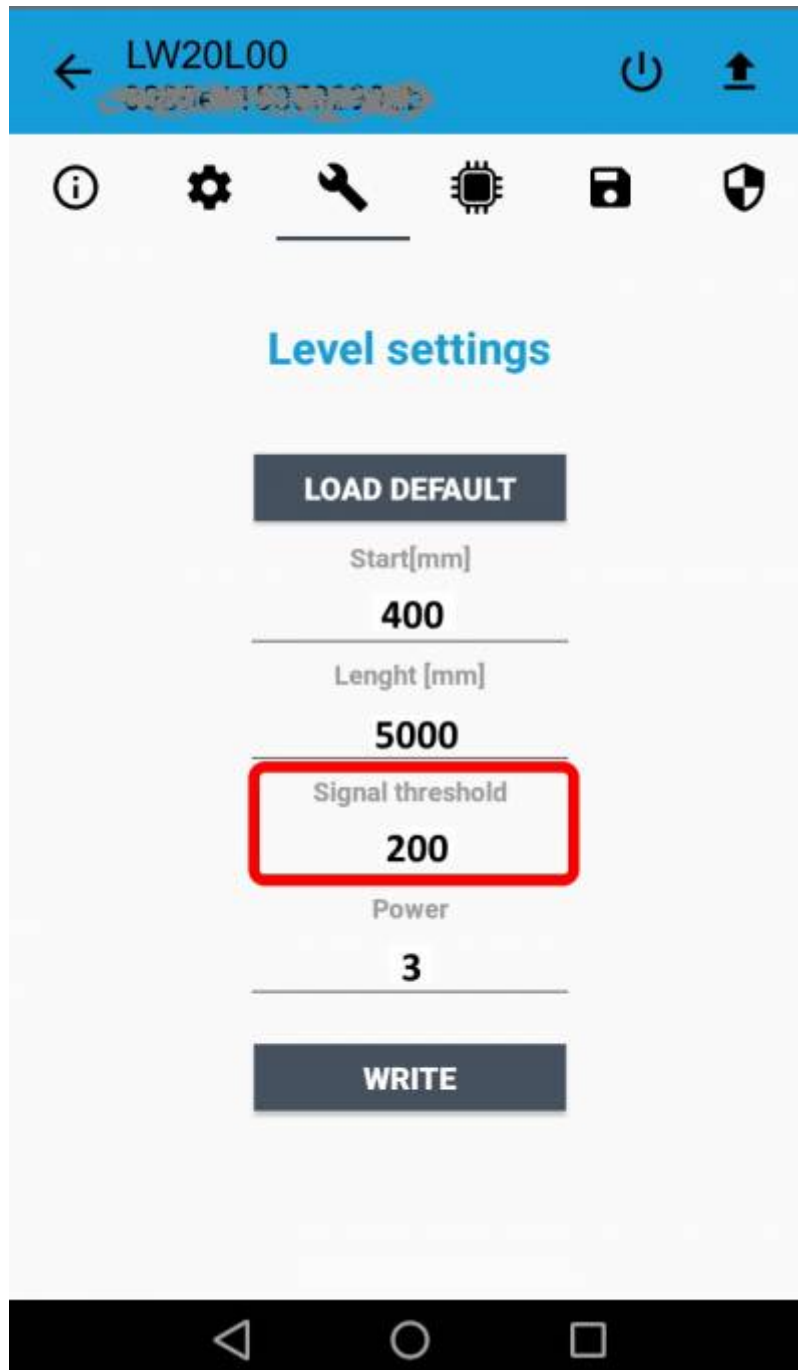 LW20L00
Level settings
LOAD DEFAULT
Start[mm]
400
Lenght [mm]
5000
Signal threshold
200
Power
3
WRITE